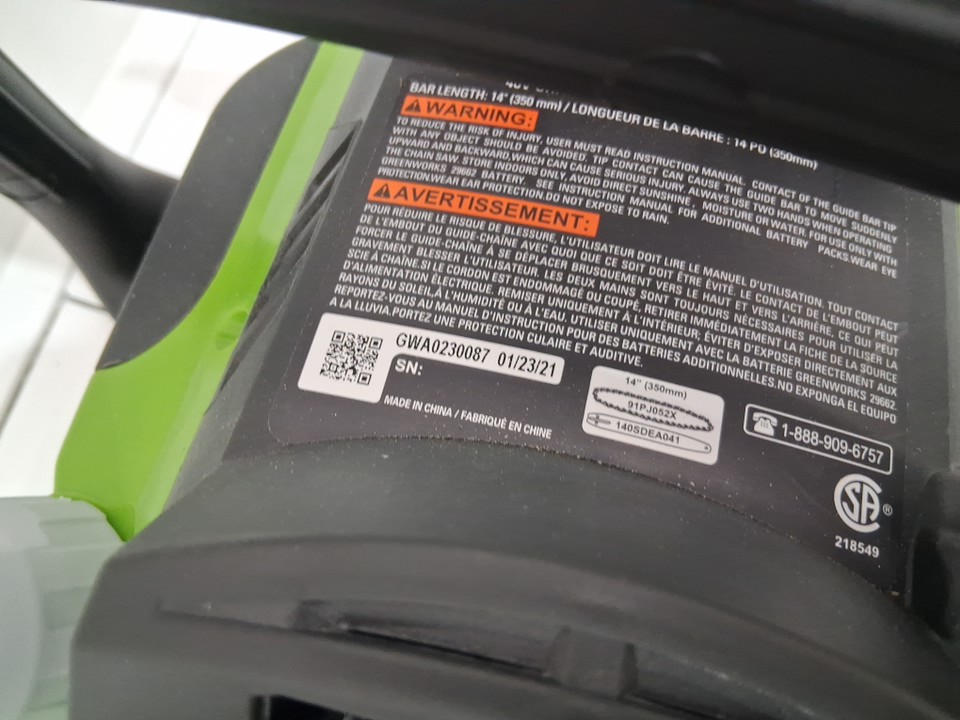 40V
BAR LENGTH: 14" (350 mm) / LONGUEUR DE LA BARRE : 14 PO (350mm)
WARNING:
TO REDUCE THE RISK OF INJURY, USER MUST READ INSTRUCTION MANUAL. CONTACT OF THE GUIDE BAR TIP
WITH ANY OBJECT SHOULD BE AVOIDED. TIP CONTACT CAN CAUSE THE GUIDE BAR TO MOVE SUDDENLY
UPWARD AND BACKWARD,WHICH CAN CAUSE SERIOUS INJURY. ALWAYS USE TWO HANDS WHEN OPERATING
THE CHAIN SAW. STORE INDOORS ONLY. AVOID DIRECT SUNSHINE, MOISTURE OR WATER. FOR USE ONLY WITH
GREENWORKS 29662 BATTERY. SEE INSTRUCTION MANUAL FOR ADDITIONAL BATTERY PACKS.WEAR EYE
PROTECTION.WEAR EAR PROTECTION.DO NOT EXPOSE TO RAIN.
AVERTISSEMENT:
POUR RÉDUIRE LE RISQUE DE BLESSURE, L'UTILISATEUR DOIT LIRE LE MANUEL D'UTILISATION. TOUT CONTACT
DE L'EMBOUT DU GUIDE-CHAÎNE AVEC QUOI QUE CE SOIT DOIT ÊTRE ÉVITÉ. LE CONTACT DE L'EMBOUT PEUT
FORCER LE GUIDE-CHAÎNE À SE DÉPLACER BRUSQUEMENT VERS LE HAUT ET VERS L'ARRIÈRE, CE QUI PEUT
GRAVEMENT BLESSER L'UTILISATEUR. LES DEUX MAINS SONT TOUJOURS NÉCESSAIRES POUR UTILISER LA
SCIE À CHAÎNE.SI LE CORDON EST ENDOMMAGÉ OU COUPÉ, RETIRER IMMÉDIATEMENT LA FICHE DE LA SOURCE
D'ALIMENTATION ÉLECTRIQUE. REMISER UNIQUEMENT À L'INTÉRIEUR; ÉVITER D'EXPOSER DIRECTEMENT AUX
RAYONS DU SOLEIL,À L'HUMIDITÉ OU À L'EAU. UTILISER UNIQUEMENT AVEC LA BATTERIE GREENWORKS 29662.
REPORTEZ-VOUS AU MANUEL D'INSTRUCTION POUR DES BATTERIES ADDITIONNELLES.NO EXPONGA EL EQUIPO
A LA LLUVIA.PORTEZ UNE PROTECTION CULAIRE ET AUDITIVE.
GWA0230087 01/23/21
SN:
MADE IN CHINA / FABRIQUÉ EN CHINE
14" (350mm)
91PJ052X
140SDEA041
1-888-909-6757
SA ®
218549